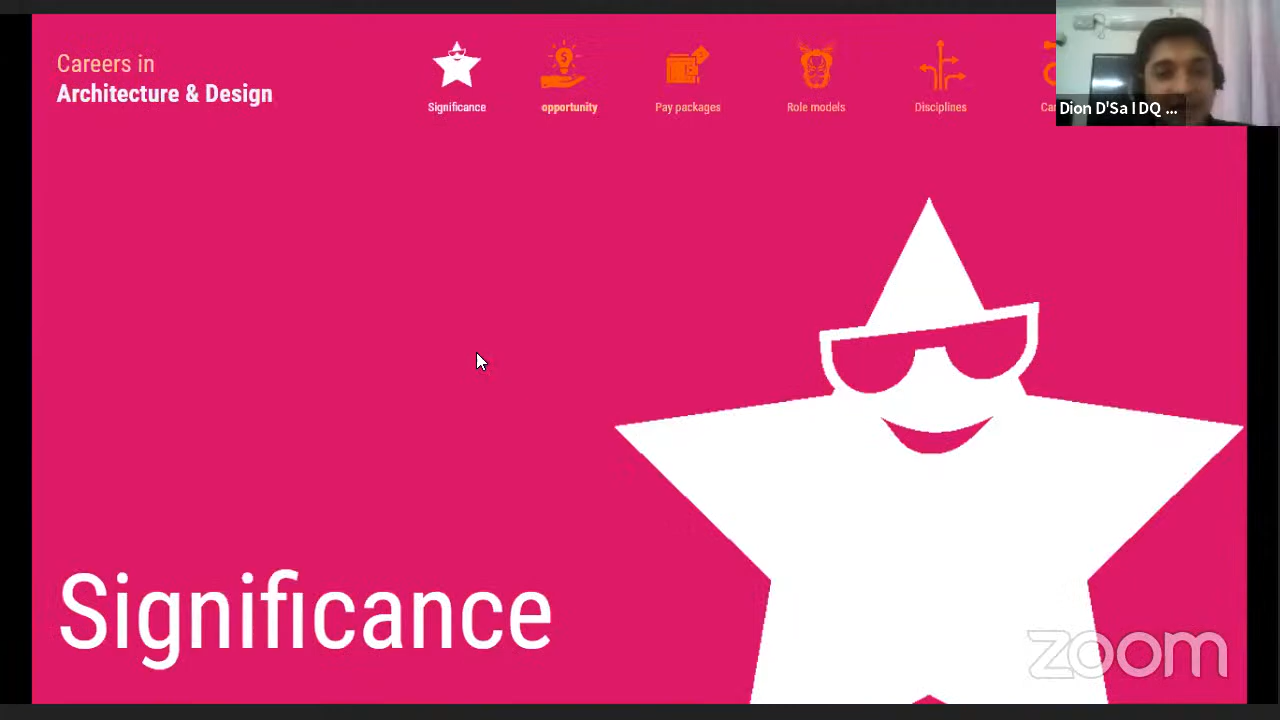 Careers in
Architecture & Design
Significance
opportunity
Pay packages
Role models
Disciplines
Dion D'Sa I DQ ...
Significance
zoom